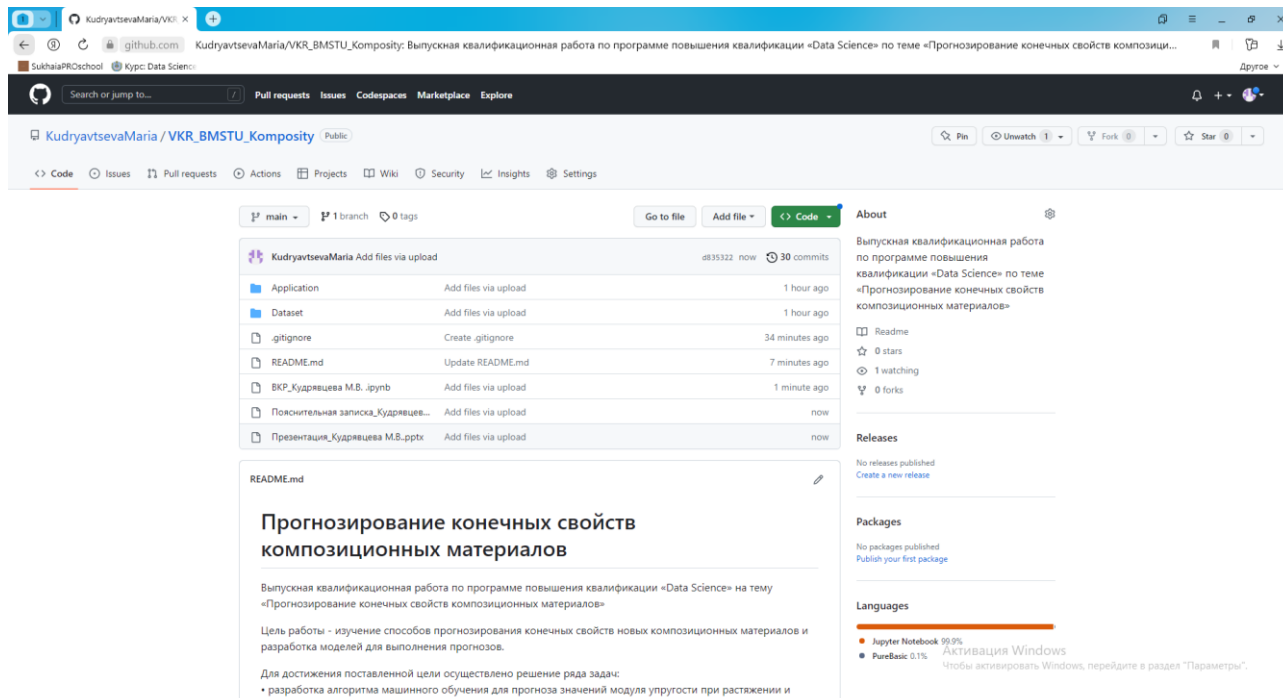 KudryavtsevaMaria/VKR
github.com KudryavtsevaMaria/VKR_BMSTU_Komposity: Выпускная квалификационная работа по программе повышения квалификации «Data Science» по теме «Прогнозирование конечных свойств композици...
SukhaiaPROschool Курс: Data Science Другое
Search or jump to... / Pull requests Issues Codespaces Marketplace Explore
KudryavtsevaMaria / VKR_BMSTU_Komposity Public Pin Unwatch 1 Fork 0 Star 0
<> Code Issues Pull requests Actions Projects Wiki Security Insights Settings
main 1 branch 0 tags Go to file Add file <> Code
KudryavtsevaMaria Add files via upload d835322 now 30 commits
Application Add files via upload 1 hour ago
Dataset Add files via upload 1 hour ago
.gitignore Create .gitignore 34 minutes ago
README.md Update README.md 7 minutes ago
ВКР_Кудрявцева М.В. .ipynb Add files via upload 1 minute ago
Пояснительная записка_Кудрявцев... Add files via upload now
Презентация_Кудрявцева М.В..pptx Add files via upload now
README.md
Прогнозирование конечных свойств
композиционных материалов
Выпускная квалификационная работа по программе повышения квалификации «Data Science» на тему
«Прогнозирование конечных свойств композиционных материалов»
Цель работы - изучение способов прогнозирования конечных свойств новых композиционных материалов и
разработка моделей для выполнения прогнозов.
Для достижения поставленной цели осуществлено решение ряда задач:
• разработка алгоритма машинного обучения для прогноза значений модуля упругости при растяжении и
About
Выпускная квалификационная работа
по программе повышения
квалификации «Data Science» по теме
«Прогнозирование конечных свойств
композиционных материалов»
Readme
0 stars
1 watching
0 forks
Releases
No releases published
Create a new release
Packages
No packages published
Publish your first package
Languages
Jupyter Notebook 99.9%
PureBasic 0.1%
Активация Windows
Чтобы активировать Windows, перейдите в раздел "Параметры".